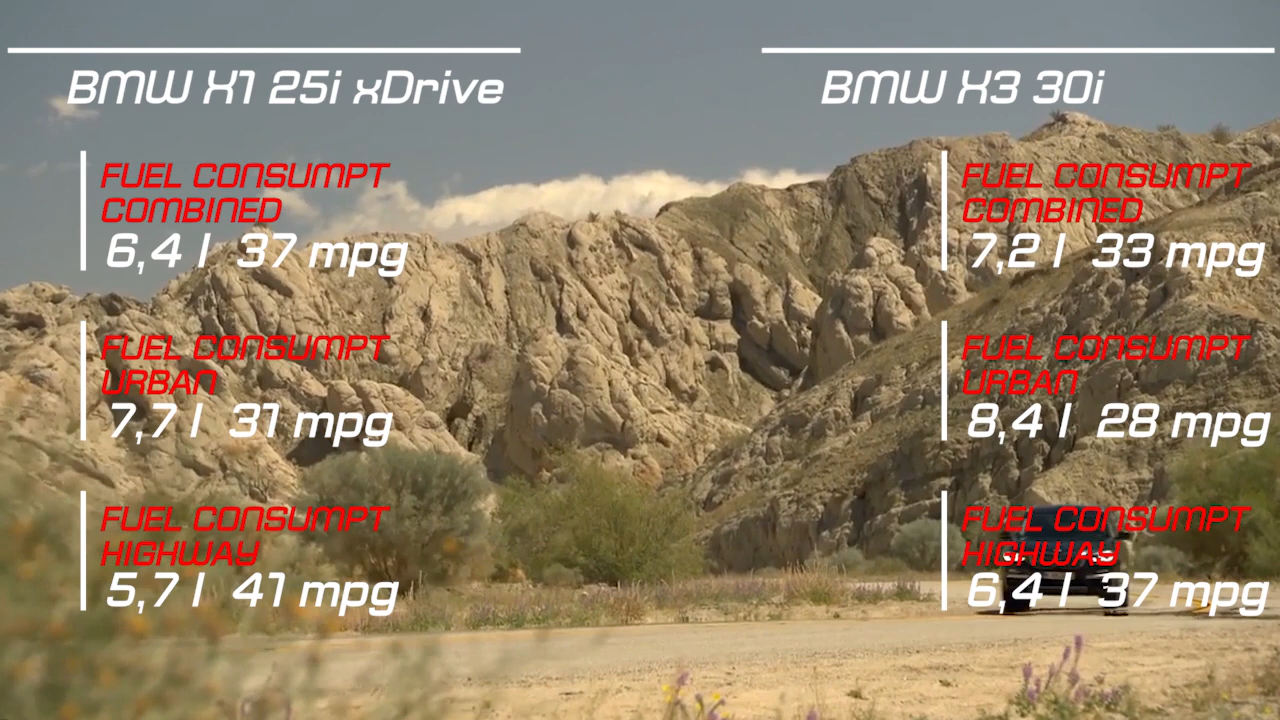 BMW X1 25i xDrive
FUEL CONSUMPT
COMBINED
6,4 l 37 mpg
FUEL CONSUMPT
URBAN
7,7 l 31 mpg
FUEL CONSUMPT
HIGHWAY
5,7 l 41 mpg
BMW X3 30i
FUEL CONSUMPT
COMBINED
7,2 l 33 mpg
FUEL CONSUMPT
URBAN
8,4 l 28 mpg
FUEL CONSUMPT
HIGHWAY
6,4 l 37 mpg